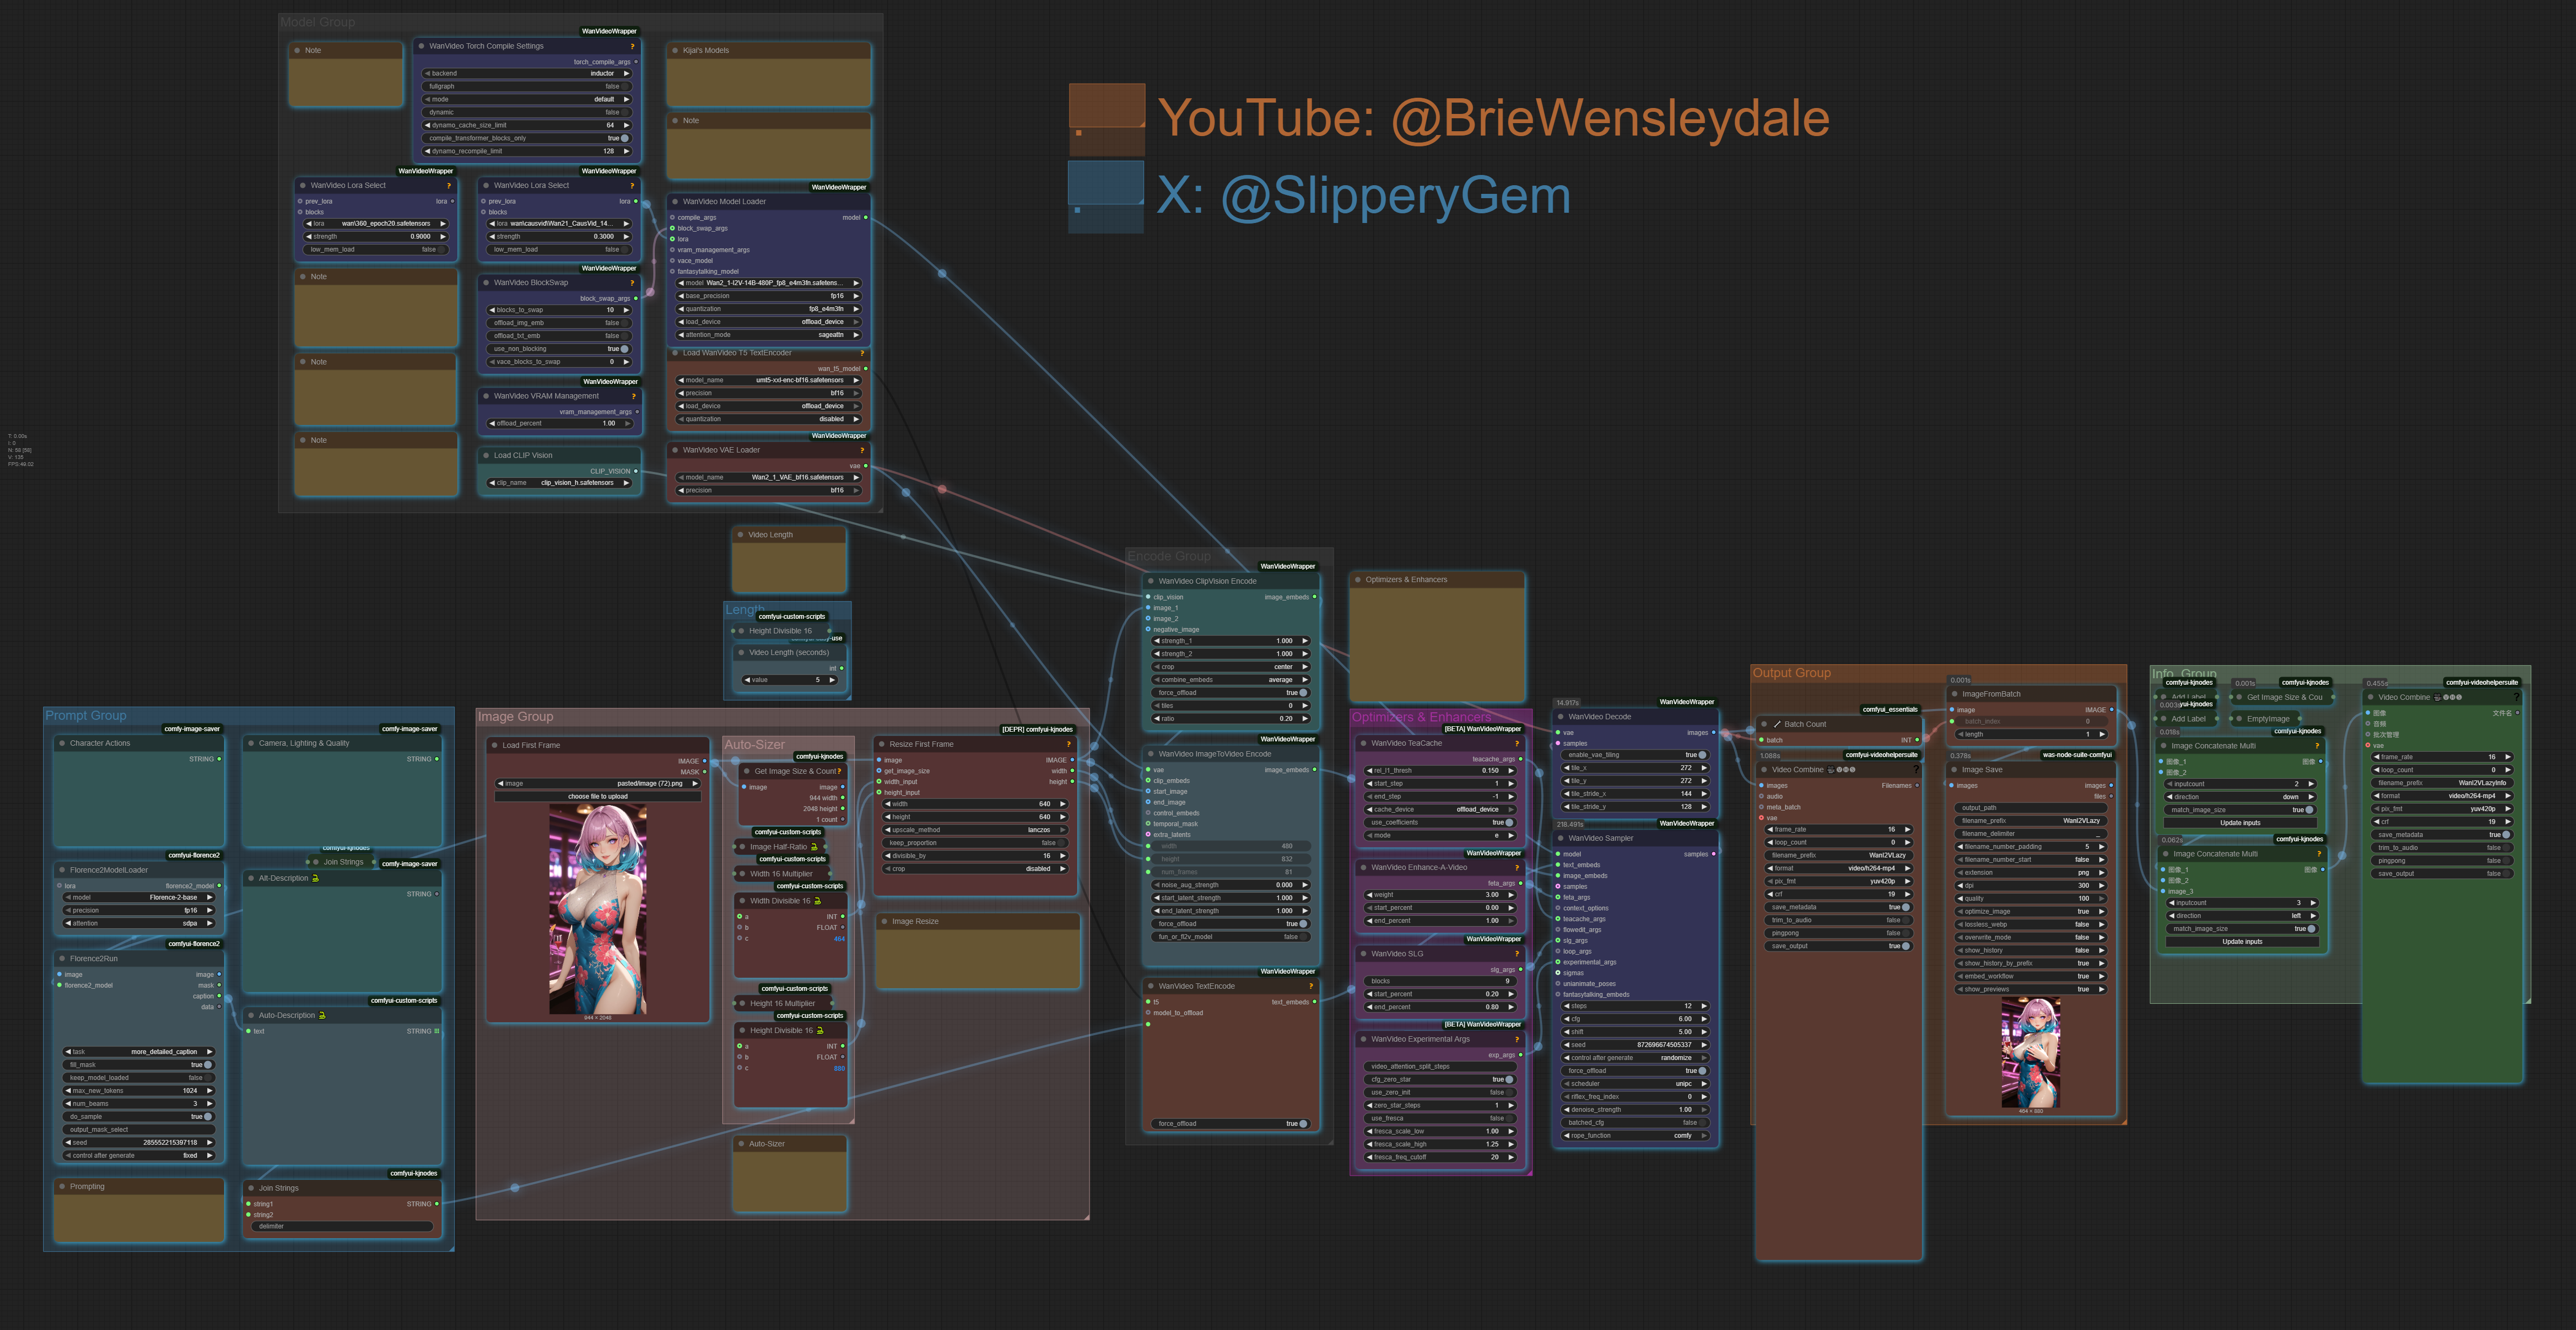 Model Group
Note
WanVideoWrapper
WanVideo Torch Compile Settings
torch_compile_args
backend inductor
fullgraph false
mode default
dynamic false
dynamo_cache_size_limit 64
compile_transformer_blocks_only true
dynamo_recompile_limit 128
Kijai's Models
Note
YouTube: @BrieWensleydale
X: @SlipperyGem
WanVideoWrapper
WanVideo Lora Select
prev_lora lora
blocks
lora wan\360_epoch20.safetensors
strength 0.9000
low_mem_load false
WanVideoWrapper
WanVideo Lora Select
prev_lora lora
blocks
lora wan\causvid\Wan21_CausVid_14...
strength 0.3000
low_mem_load false
WanVideoWrapper
WanVideo Model Loader
compile_args model
block_swap_args
lora
vram_management_args
vace_model
fantasytalking_model
model Wan2_1-I2V-14B-480P_fp8_e4m3fn.safetens...
base_precision fp16
quantization fp8_e4m3fn
load_device offload_device
attention_mode sageattn
Note
WanVideoWrapper
WanVideo BlockSwap
block_swap_args
blocks_to_swap 10
offload_img_emb false
offload_txt_emb false
use_non_blocking true
vace_blocks_to_swap 0
Load WanVideo T5 TextEncoder
wan_t5_model
model_name umt5-xxl-enc-bf16.safetensors
precision bf16
load_device offload_device
quantization disabled
Note
WanVideoWrapper
WanVideo VRAM Management
vram_management_args
offload_percent 1.00
Note
Load CLIP Vision
CLIP_VISION
clip_name clip_vision_h.safetensors
WanVideoWrapper
WanVideo VAE Loader
vae
model_name Wan2_1_VAE_bf16.safetensors
precision bf16
T: 0.00s
I: 0
N: 58 [58]
V: 135
FPS:49.02
Video Length
Length
comfyui-custom-scripts
Height Divisible 16
Video Length (seconds)
int
value 5
Prompt Group
comfy-image-saver
Character Actions
STRING
comfy-image-saver
Camera, Lighting & Quality
STRING
comfyui-florence2
Florence2ModelLoader
lora florence2_model
model Florence-2-base
precision fp16
attention sdpa
comfyui-kjnodes
Join Strings
comfy-image-saver
Alt-Description
STRING
comfyui-florence2
Florence2Run
image image
florence2_model mask
caption
data
task more_detailed_caption
fill_mask true
keep_model_loaded false
max_new_tokens 1024
num_beams 3
do_sample true
output_mask_select
seed 285552215397118
control after generate fixed
comfyui-custom-scripts
Auto-Description
text STRING
Prompting
comfyui-kjnodes
Join Strings
string1 STRING
string2
delimiter
Image Group
Load First Frame
IMAGE
MASK
image pasted/image (72).png
choose file to upload
944 × 2048
Auto-Sizer
comfyui-kjnodes
Get Image Size & Count
image image
944 width
2048 height
1 count
comfyui-custom-scripts
Image Half-Ratio
comfyui-custom-scripts
Width 16 Multiplier
comfyui-custom-scripts
Width Divisible 16
a INT
b FLOAT
c 464
comfyui-custom-scripts
Height 16 Multiplier
comfyui-custom-scripts
Height Divisible 16
a INT
b FLOAT
c 880
Auto-Sizer
[DEPR] comfyui-kjnodes
Resize First Frame
image IMAGE
get_image_size width
width_input height
height_input
width 640
height 640
upscale_method lanczos
keep_proportion false
divisible_by 16
crop disabled
Image Resize
Encode Group
WanVideoWrapper
WanVideo ClipVision Encode
clip_vision image_embeds
image_1
image_2
negative_image
strength_1 1.000
strength_2 1.000
crop center
combine_embeds average
force_offload true
tiles 0
ratio 0.20
WanVideoWrapper
WanVideo ImageToVideo Encode
vae image_embeds
clip_embeds
start_image
end_image
control_embeds
temporal_mask
extra_latents
width 480
height 832
num_frames 81
noise_aug_strength 0.000
start_latent_strength 1.000
end_latent_strength 1.000
force_offload true
fun_or_fl2v_model false
WanVideoWrapper
WanVideo TextEncode
t5 text_embeds
model_to_offload
force_offload true
Optimizers & Enhancers
Optimizers & Enhancers
[BETA] WanVideoWrapper
WanVideo TeaCache
teacache_args
rel_l1_thresh 0.150
start_step 1
end_step -1
cache_device offload_device
use_coefficients true
mode e
WanVideoWrapper
WanVideo Enhance-A-Video
feta_args
weight 3.00
start_percent 0.00
end_percent 1.00
WanVideoWrapper
WanVideo SLG
slg_args
blocks 9
start_percent 0.20
end_percent 0.80
[BETA] WanVideoWrapper
WanVideo Experimental Args
exp_args
video_attention_split_steps
cfg_zero_star true
use_zero_init false
zero_star_steps 1
use_fresca false
fresca_scale_low 1.00
fresca_scale_high 1.25
fresca_freq_cutoff 20
14.917s
WanVideoWrapper
WanVideo Decode
vae images
samples
enable_vae_tiling true
tile_x 272
tile_y 272
tile_stride_x 144
tile_stride_y 128
218.491s
WanVideoWrapper
WanVideo Sampler
model samples
text_embeds
image_embeds
samples
feta_args
context_options
teacache_args
flowedit_args
slg_args
loop_args
experimental_args
sigmas
unianimate_poses
fantasytalking_embeds
steps 12
cfg 6.00
shift 5.00
seed 872696674505337
control after generate randomize
force_offload true
scheduler unipc
riflex_freq_index 0
denoise_strength 1.00
batched_cfg false
rope_function comfy
Output Group
comfyui_essentials
Batch Count
batch INT
1.088s
comfyui-videohelpersuite
Video Combine
images Filenames
audio
meta_batch
vae
frame_rate 16
loop_count 0
filename_prefix WanI2VLazy
format video/h264-mp4
pix_fmt yuv420p
crf 19
save_metadata true
trim_to_audio false
pingpong false
save_output true
0.001s
ImageFromBatch
image IMAGE
batch_index 0
length 1
0.378s
was-node-suite-comfyui
Image Save
images images
files
output_path
filename_prefix WanI2VLazy
filename_delimiter _
filename_number_padding 5
filename_number_start false
extension png
dpi 300
quality 100
optimize_image true
lossless_webp false
overwrite_mode false
show_history false
show_history_by_prefix true
embed_workflow true
show_previews true
464 × 880
Info. Group
comfyui-kjnodes
Add Label
0.003s
Add Label
0.001s
comfyui-kjnodes
Get Image Size & Cou
EmptyImage
0.018s
comfyui-kjnodes
Image Concatenate Multi
图像_1 图像
图像_2
inputcount 2
direction down
match_image_size true
Update inputs
0.062s
comfyui-kjnodes
Image Concatenate Multi
图像_1 图像
图像_2
image_3
inputcount 3
direction left
match_image_size true
Update inputs
0.455s
comfyui-videohelpersuite
Video Combine
图像 文件名
音频
批次管理
vae
frame_rate 16
loop_count 0
filename_prefix WanI2VLazyInfo
format video/h264-mp4
pix_fmt yuv420p
crf 19
save_metadata true
trim_to_audio false
pingpong false
save_output false